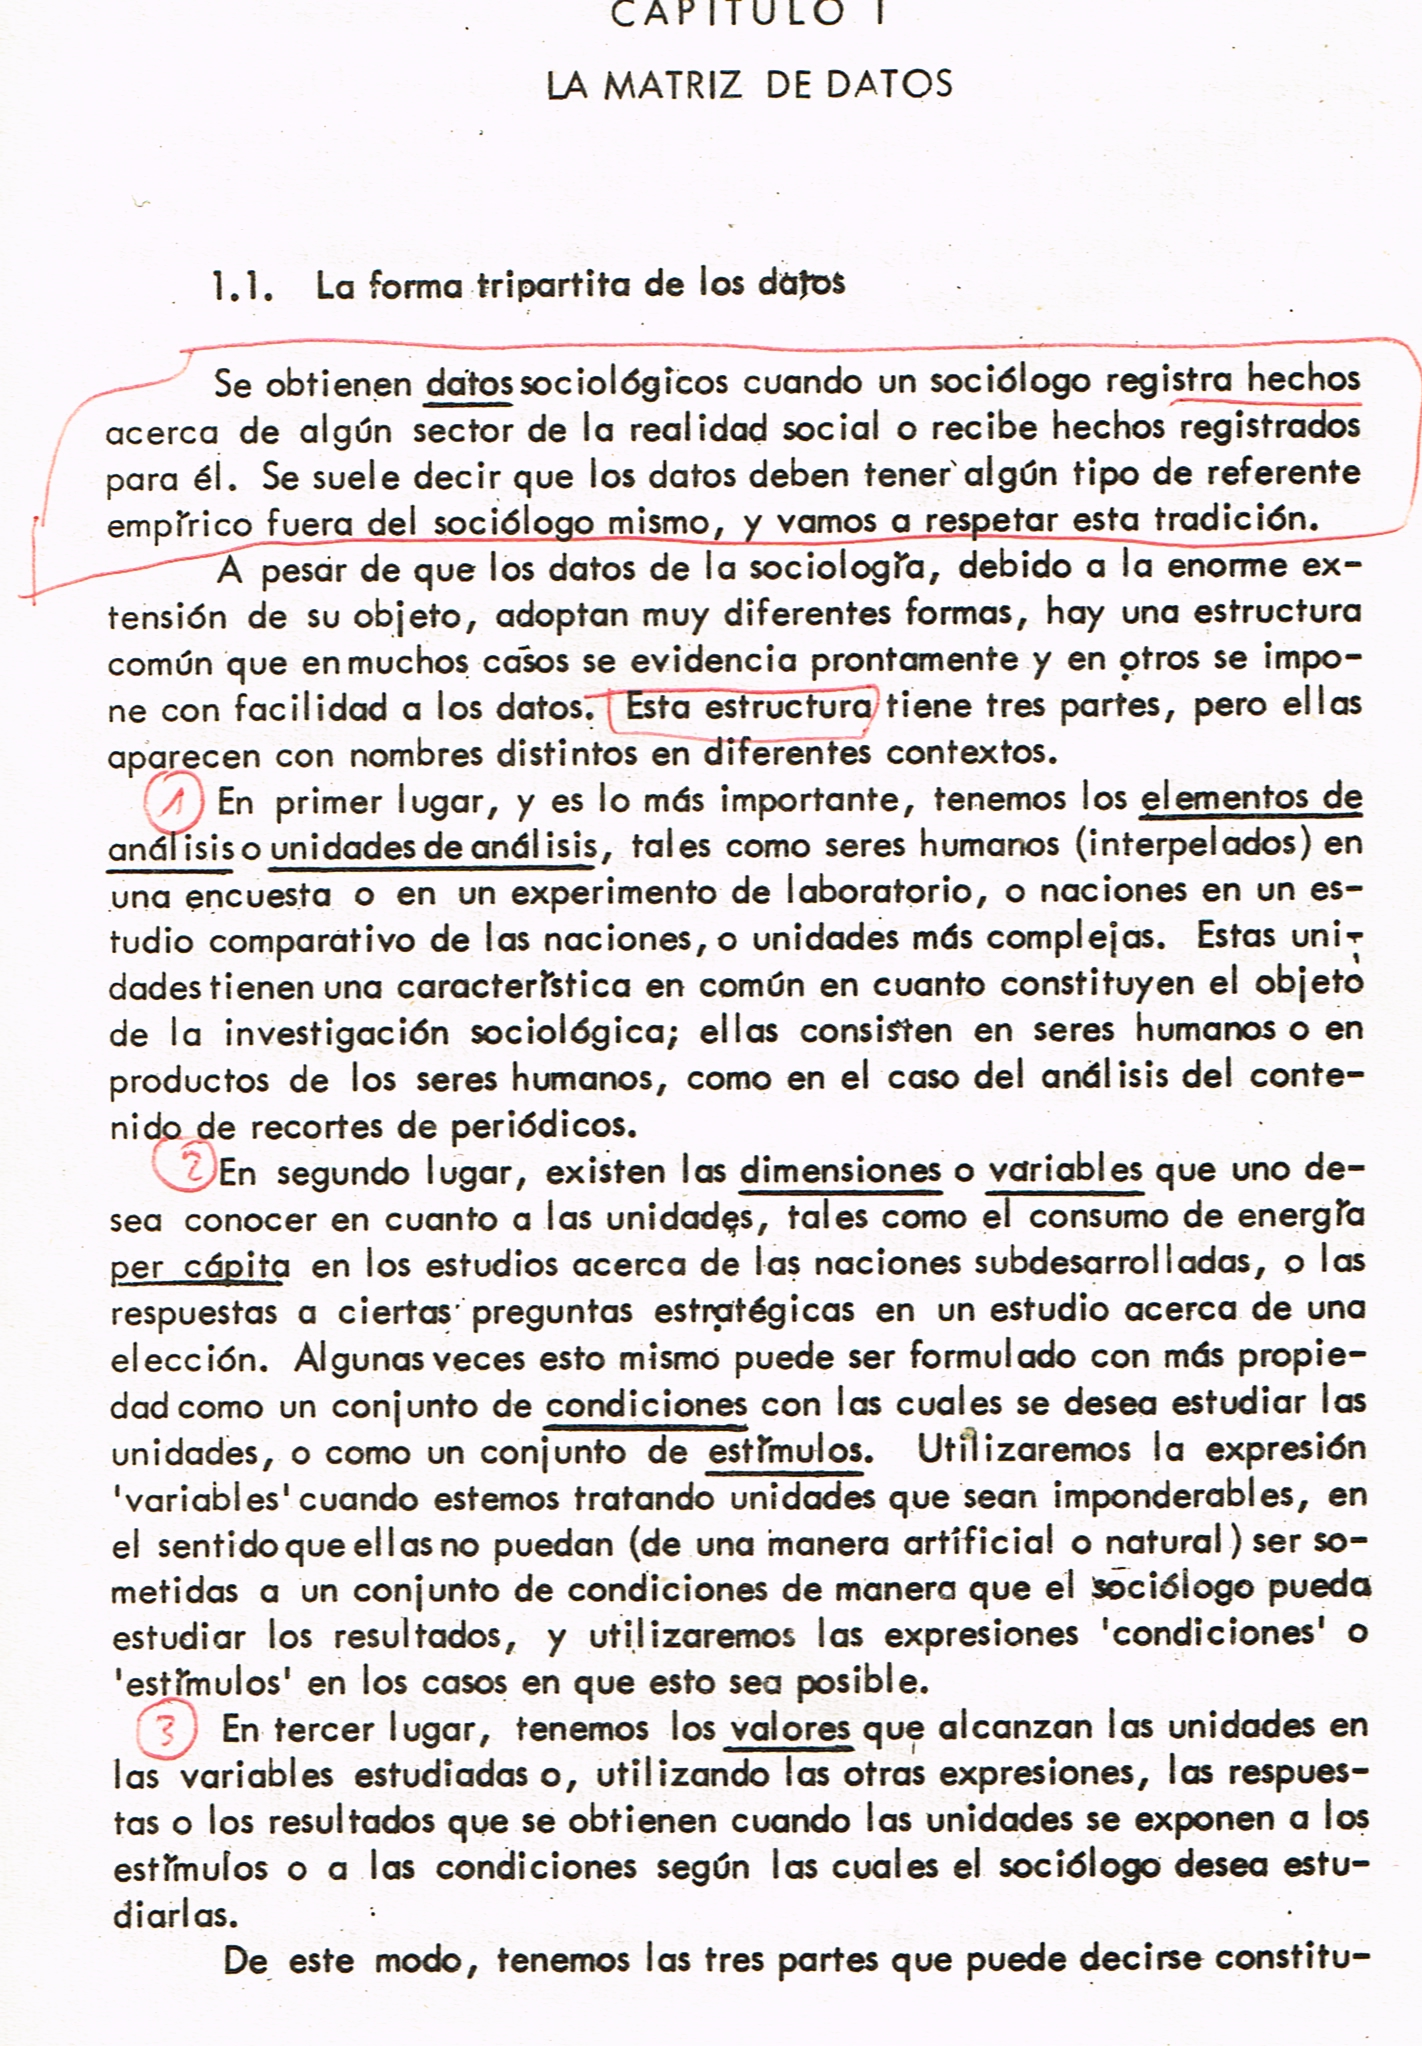 CAPITULO I
LA MATRIZ DE DATOS
1.1. La forma tripartita de los datos
Se obtienen datos sociológicos cuando un sociólogo registra hechos
acerca de algún sector de la realidad social o recibe hechos registrados
para él. Se suele decir que los datos deben tener algún tipo de referente
empírico fuera del sociólogo mismo, y vamos a respetar esta tradición.
A pesar de que los datos de la sociología, debido a la enorme ex-
tensión de su objeto, adoptan muy diferentes formas, hay una estructura
común que en muchos casos se evidencia prontamente y en otros se impo-
ne con facilidad a los datos. Esta estructura tiene tres partes, pero ellas
aparecen con nombres distintos en diferentes contextos.
1 En primer lugar, y es lo más importante, tenemos los elementos de
análisis o unidades de análisis, tales como seres humanos (interpelados) en
una encuesta o en un experimento de laboratorio, o naciones en un es-
tudio comparativo de las naciones, o unidades más complejas. Estas uni-
dades tienen una característica en común en cuanto constituyen el objeto
de la investigación sociológica; ellas consisten en seres humanos o en
productos de los seres humanos, como en el caso del análisis del conte-
nido de recortes de periódicos.
2 En segundo lugar, existen las dimensiones o variables que uno de-
sea conocer en cuanto a las unidades, tales como el consumo de energía
per cápita en los estudios acerca de las naciones subdesarrolladas, o las
respuestas a ciertas preguntas estratégicas en un estudio acerca de una
elección. Algunas veces esto mismo puede ser formulado con más propie-
dad como un conjunto de condiciones con las cuales se desea estudiar las
unidades, o como un conjunto de estímulos. Utilizaremos la expresión
'variables' cuando estemos tratando unidades que sean imponderables, en
el sentido que ellas no puedan (de una manera artificial o natural) ser so-
metidas a un conjunto de condiciones de manera que el sociólogo pueda
estudiar los resultados, y utilizaremos las expresiones 'condiciones' o
'estímulos' en los casos en que esto sea posible.
3 En tercer lugar, tenemos los valores que alcanzan las unidades en
las variables estudiadas o, utilizando las otras expresiones, las respues-
tas o los resultados que se obtienen cuando las unidades se exponen a los
estímulos o a las condiciones según las cuales el sociólogo desea estu-
diarlas.
De este modo, tenemos las tres partes que puede decirse constitu-